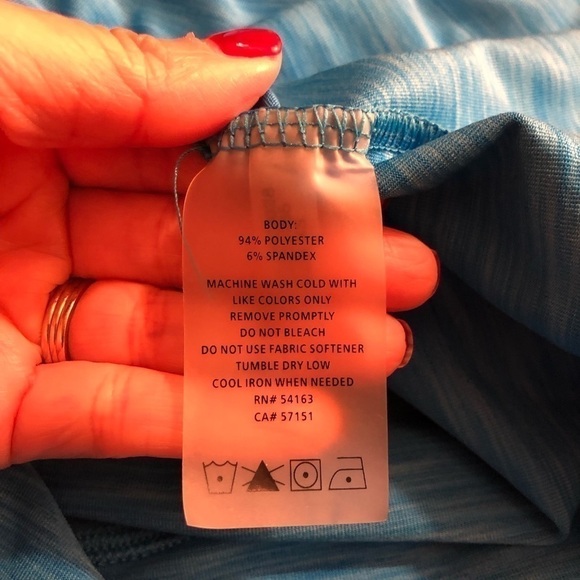 BODY:
94% POLYESTER
6% SPANDEX
MACHINE WASH COLD WITH
LIKE COLORS ONLY
REMOVE PROMPTLY
DO NOT BLEACH
DO NOT USE FABRIC SOFTENER
TUMBLE DRY LOW
COOL IRON WHEN NEEDED
RN# 54163
CA# 57151